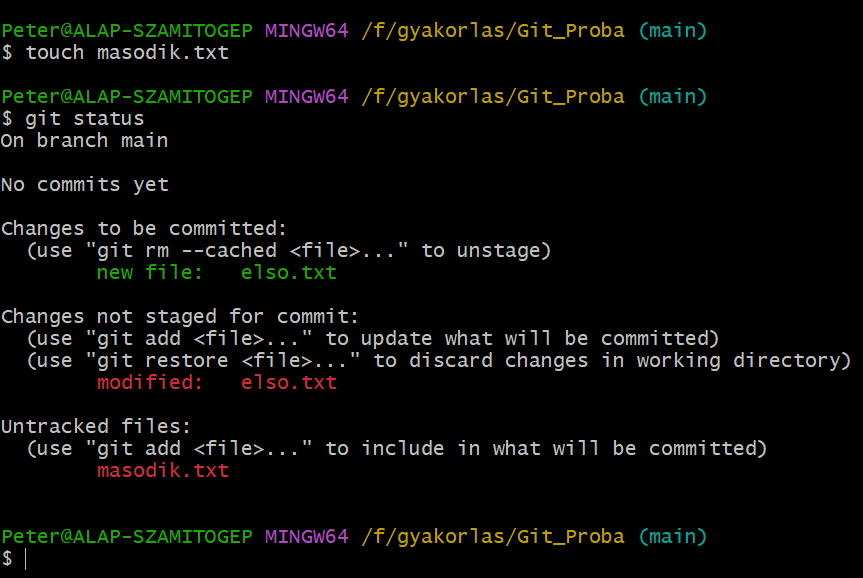 Peter@ALAP-SZAMITOGEP MINGW64 /f/gyakorlas/Git_Proba (main)
$ touch masodik.txt
Peter@ALAP-SZAMITOGEP MINGW64 /f/gyakorlas/Git_Proba (main)
$ git status
On branch main
No commits yet
Changes to be committed:
  (use "git rm --cached <file>..." to unstage)
        new file:   elso.txt
Changes not staged for commit:
  (use "git add <file>..." to update what will be committed)
  (use "git restore <file>..." to discard changes in working directory)
        modified:   elso.txt
Untracked files:
  (use "git add <file>..." to include in what will be committed)
        masodik.txt
Peter@ALAP-SZAMITOGEP MINGW64 /f/gyakorlas/Git_Proba (main)
$